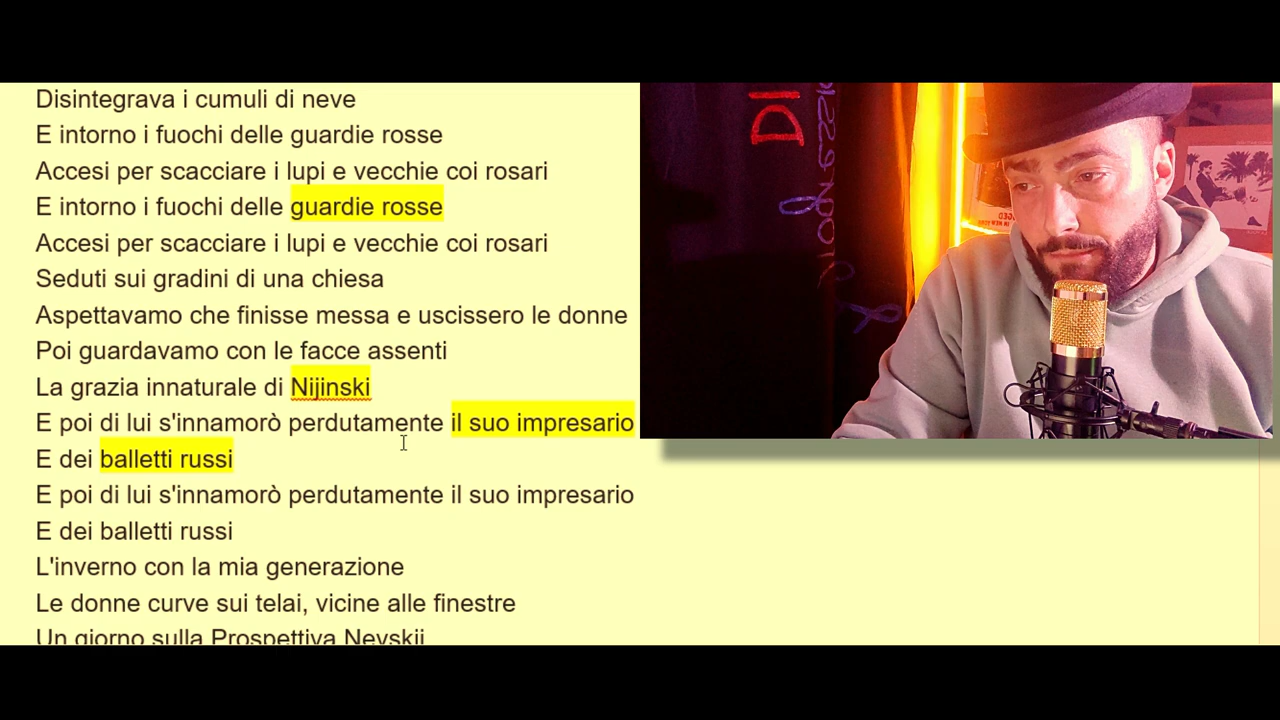 Disintegrava i cumuli di neve
E intorno i fuochi delle guardie rosse
Accesi per scacciare i lupi e vecchie coi rosari
E intorno i fuochi delle guardie rosse
Accesi per scacciare i lupi e vecchie coi rosari
Seduti sui gradini di una chiesa
Aspettavamo che finisse messa e uscissero le donne
Poi guardavamo con le facce assenti
La grazia innaturale di Nijinski
E poi di lui s'innamorò perdutamente il suo impresario
E dei balletti russi
E poi di lui s'innamorò perdutamente il suo impresario
E dei balletti russi
L'inverno con la mia generazione
Le donne curve sui telai, vicine alle finestre
Un giorno sulla Prospettiva Nevskij
DI